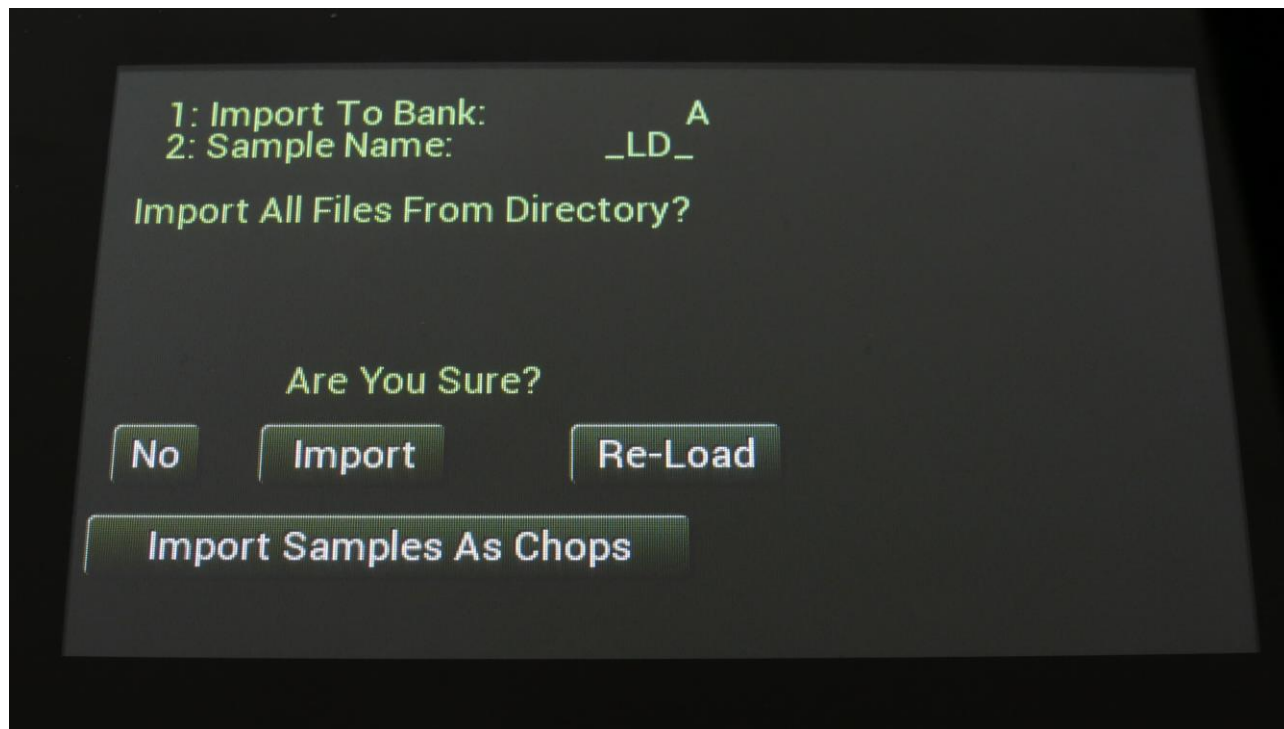 1: Import To Bank: A
2: Sample Name: _LD_
Import All Files From Directory?
Are You Sure?
No Import Re-Load
Import Samples As Chops